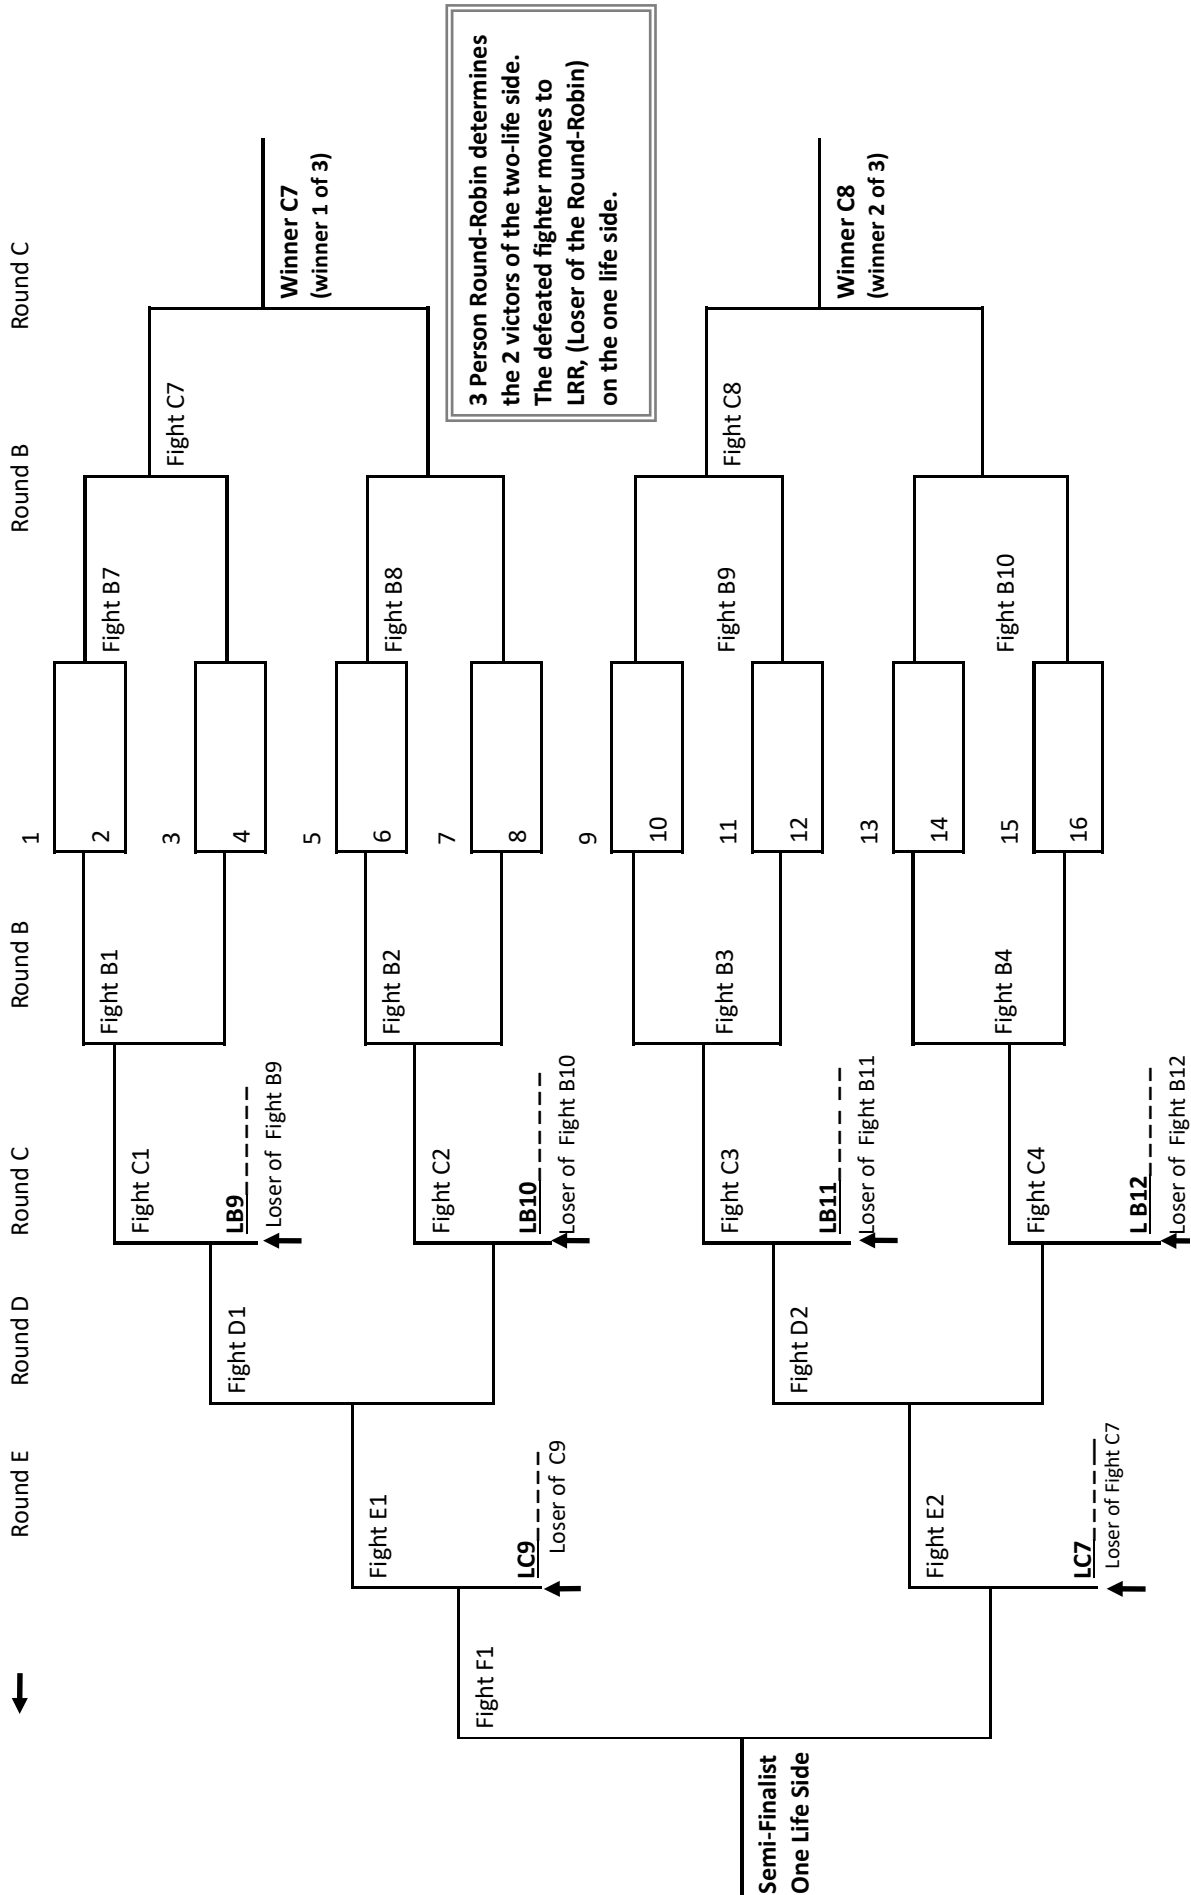 Round E
Round D
Round C
Round B
Round B
Round C
1
2
3
4
5
6
7
8
9
10
11
12
13
14
15
16
Fight B1
Fight B2
Fight B3
Fight B4
Fight B7
Fight B8
Fight B9
Fight B10
Fight C7
Fight C8
Winner C7
(winner 1 of 3)
Winner C8
(winner 2 of 3)
3 Person Round-Robin determines
the 2 victors of the two-life side.
The defeated fighter moves to
LRR, (Loser of the Round-Robin)
on the one life side.
Fight C1
LB9
Loser of Fight B9
Fight C2
LB10
Loser of Fight B10
Fight C3
LB11
Loser of Fight B11
Fight C4
L B12
Loser of Fight B12
Fight D1
Fight D2
Fight E1
LC9
Loser of C9
Fight E2
LC7
Loser of Fight C7
Fight F1
Semi-Finalist
One Life Side